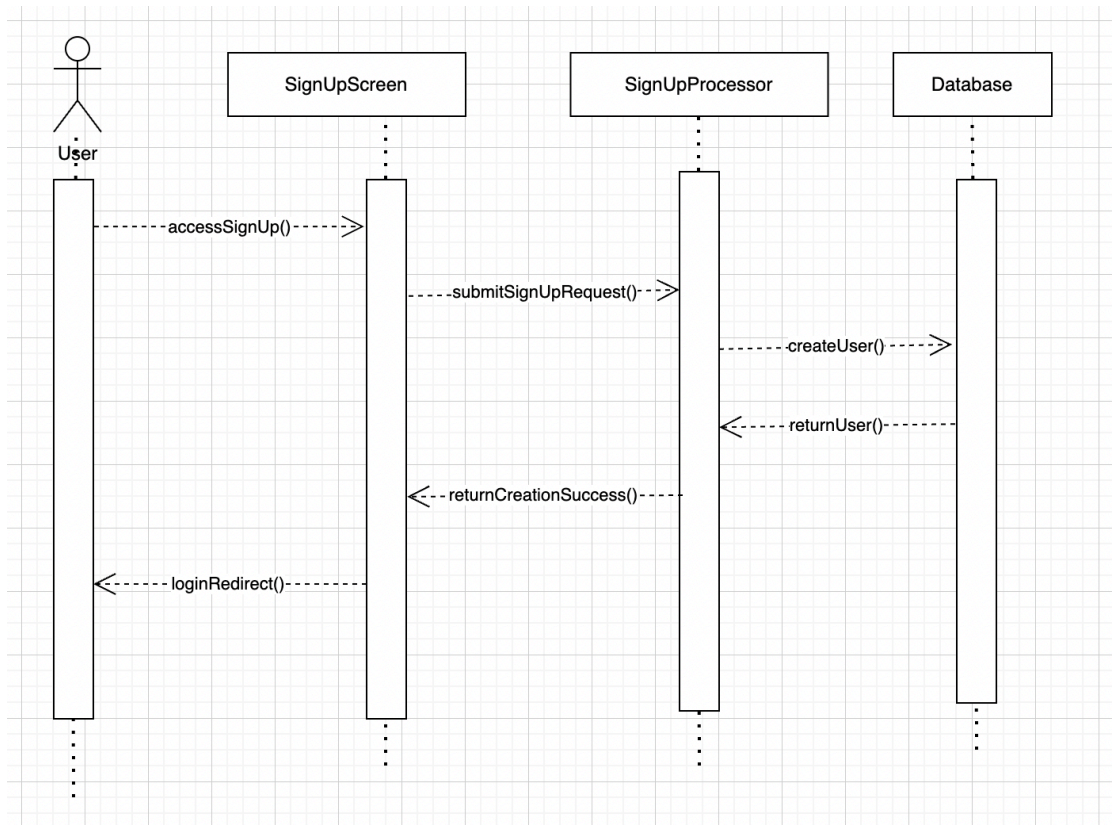 SignUpScreen
SignUpProcessor
Database
User
accessSignUp()
submitSignUpRequest()
createUser()
returnUser()
returnCreationSuccess()
loginRedirect()